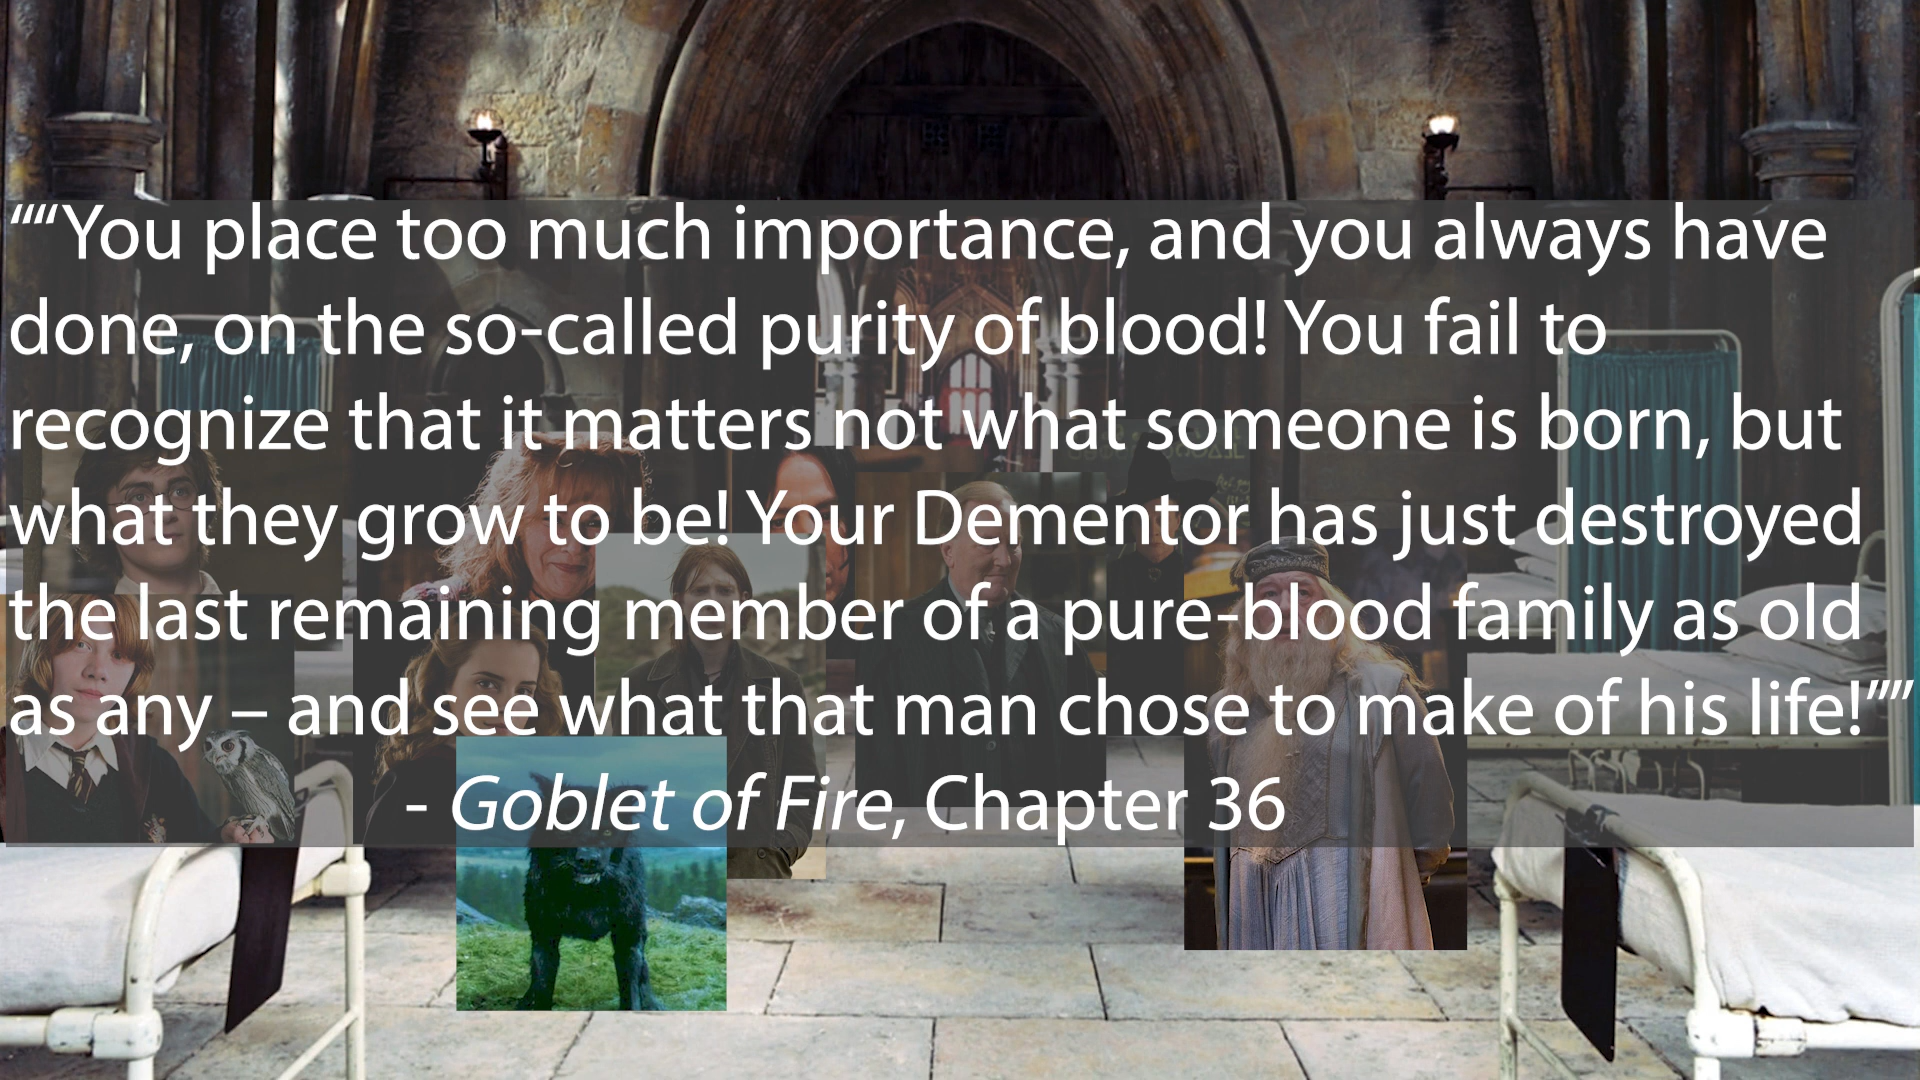 ““You place too much importance, and you always have
done, on the so-called purity of blood! You fail to
recognize that it matters not what someone is born, but
what they grow to be! Your Dementor has just destroyed
the last remaining member of a pure-blood family as old
as any – and see what that man chose to make of his life!””
- Goblet of Fire, Chapter 36